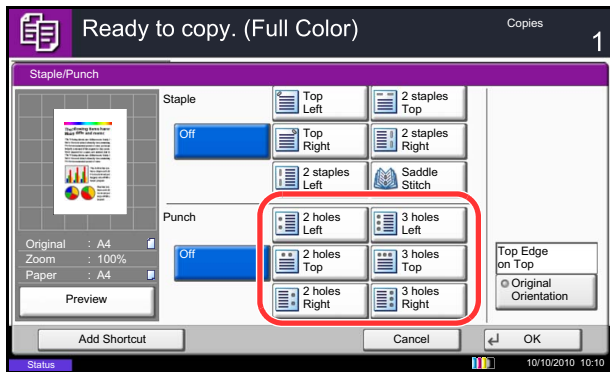 Ready to copy. (Full Color)
Copies
1
Staple/Punch
Staple
Off
Top
Left
2 staples
Top
Top
Right
2 staples
Right
2 staples
Left
Saddle
Stitch
Punch
Off
2 holes
Left
3 holes
Left
2 holes
Top
3 holes
Top
2 holes
Right
3 holes
Right
Original : A4
Zoom : 100%
Paper : A4
Preview
Top Edge
on Top
Original
Orientation
Add Shortcut
Cancel
OK
Status
10/10/2010 10:10